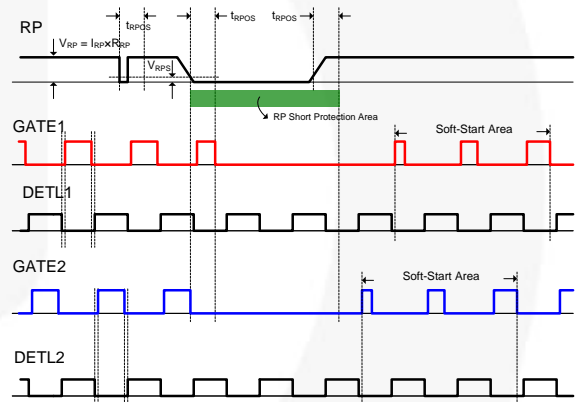 tRPOS tRPOS
RP tRPOS
VRP = IRP×RRP
VRPS
RP Short Protection Area
GATE1
Soft-Start Area
DETL1
GATE2
Soft-Start Area
DETL2